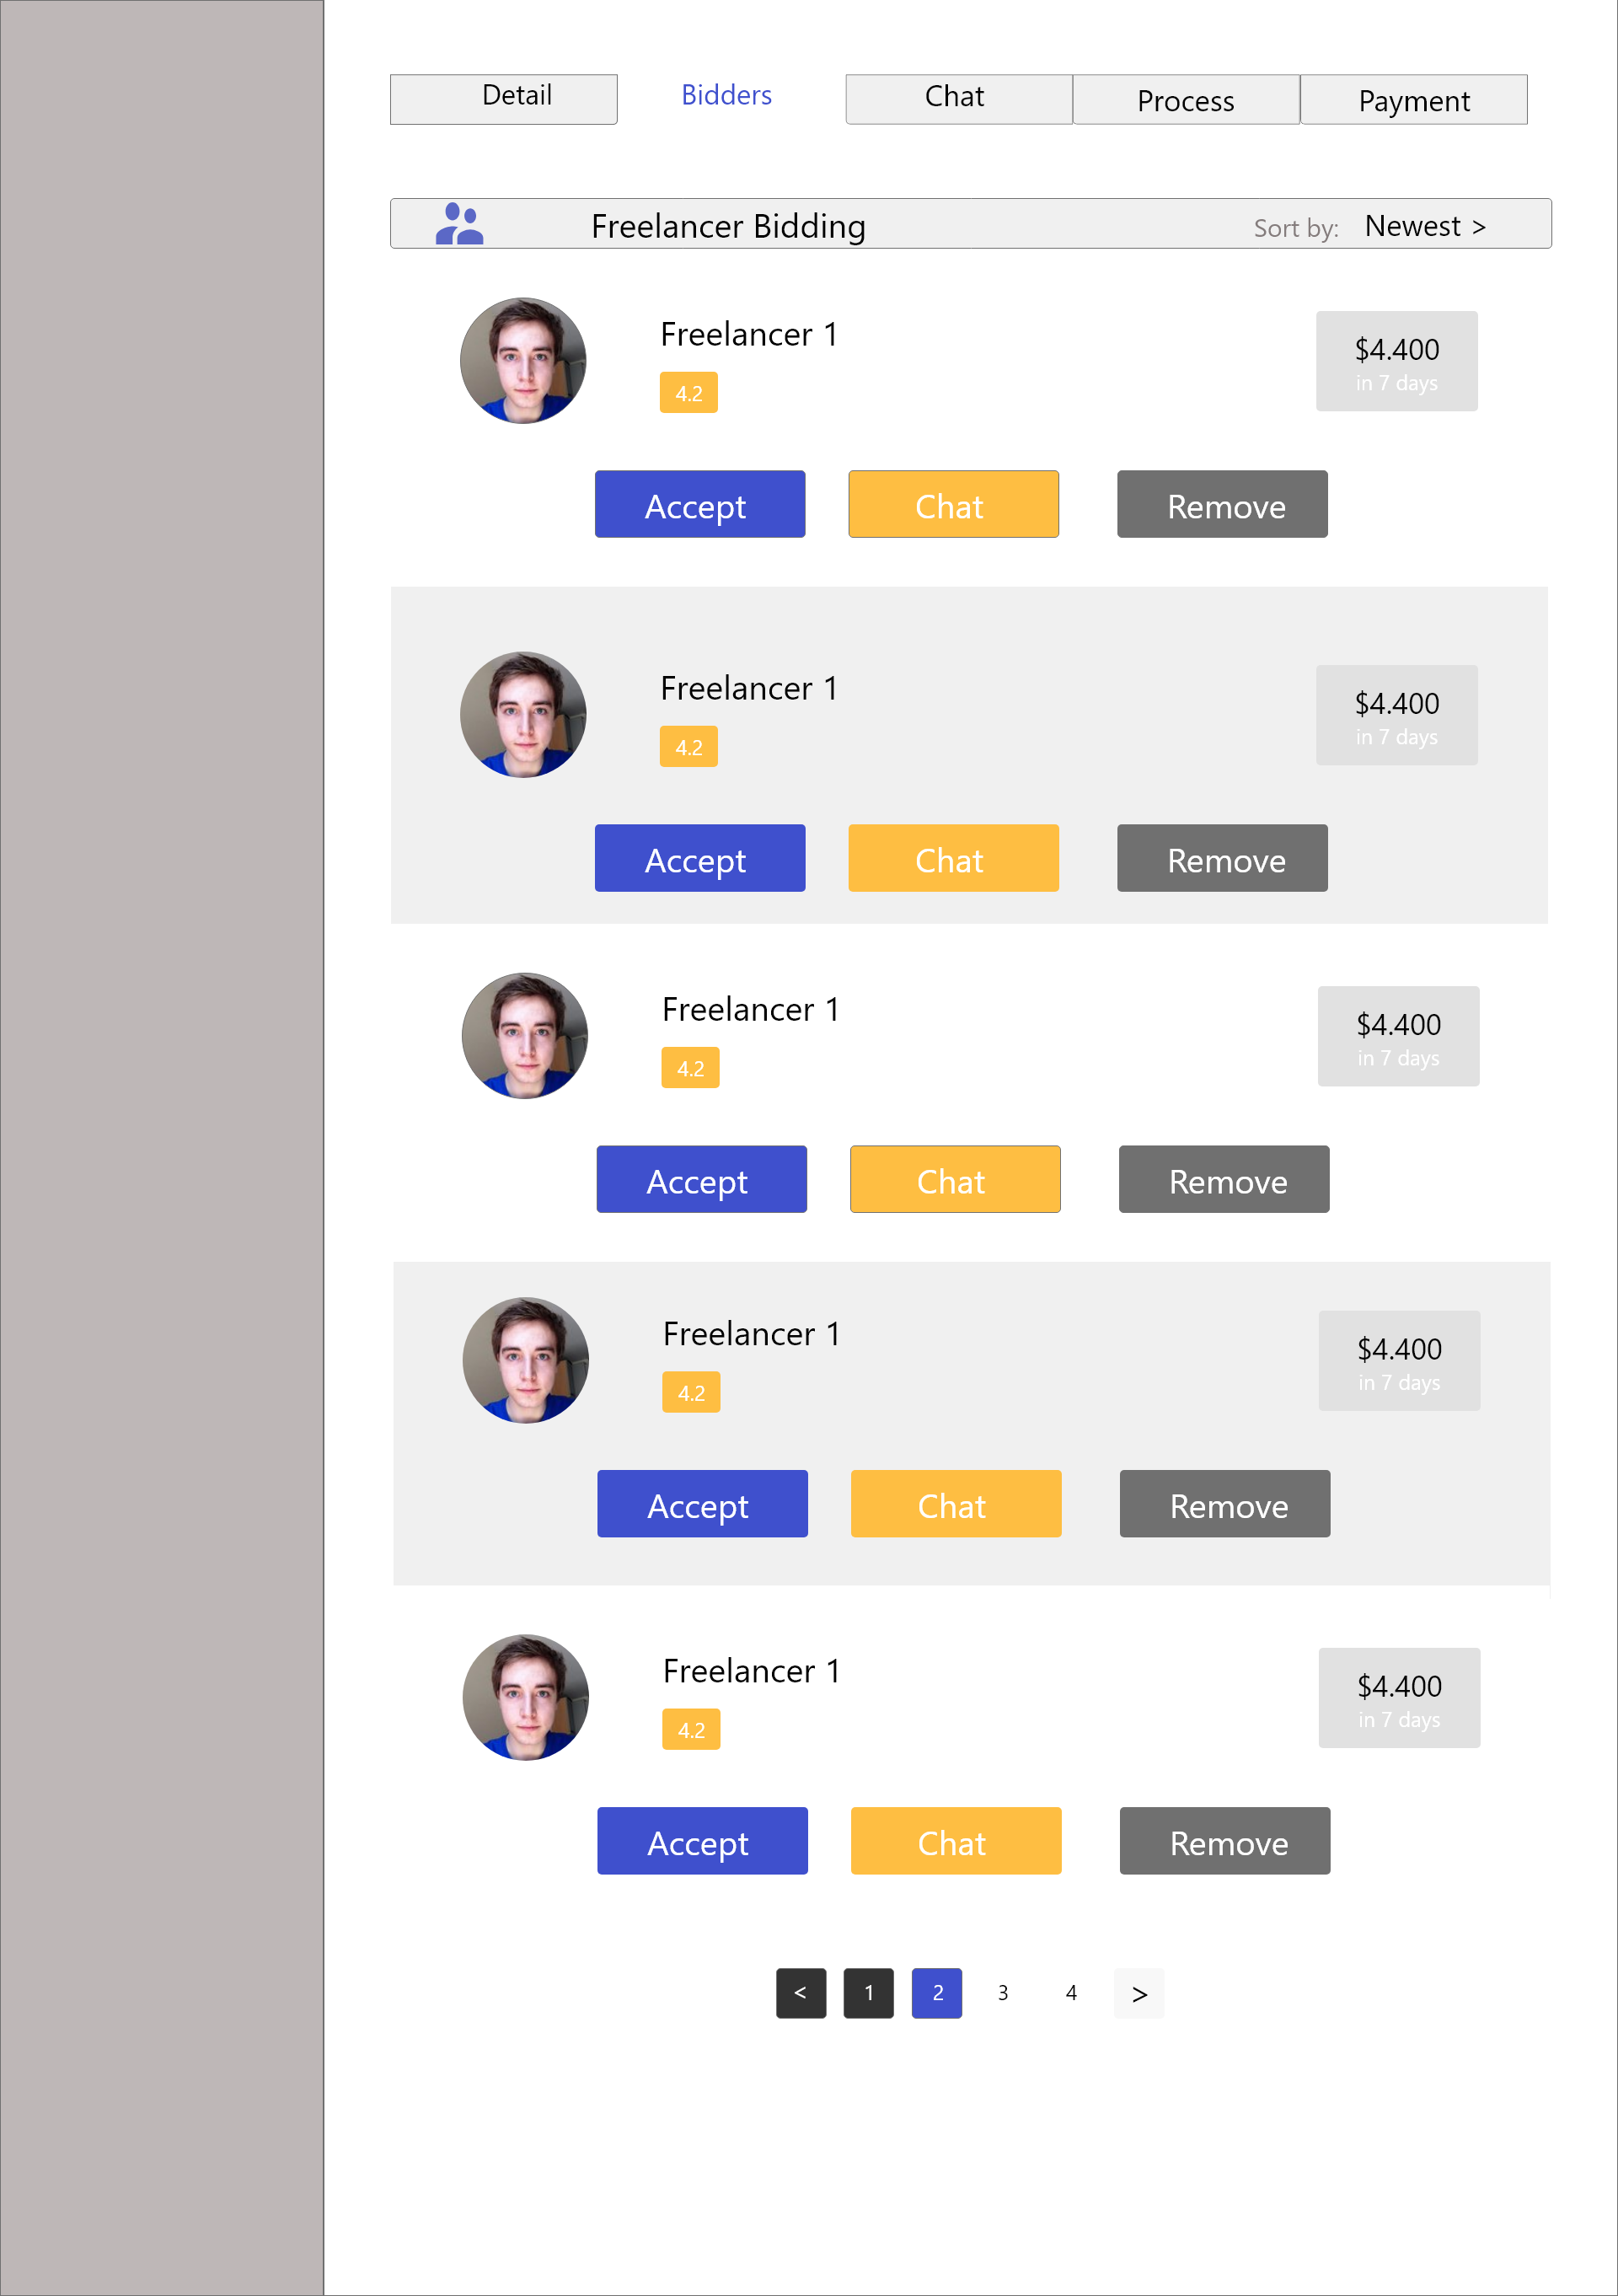 Detail Bidders Chat Process Payment
Freelancer Bidding Sort by: Newest >
Freelancer 1
4.2
$4.400
in 7 days
Accept Chat Remove
Freelancer 1
4.2
$4.400
in 7 days
Accept Chat Remove
Freelancer 1
4.2
$4.400
in 7 days
Accept Chat Remove
Freelancer 1
4.2
$4.400
in 7 days
Accept Chat Remove
Freelancer 1
4.2
$4.400
in 7 days
Accept Chat Remove
< 1 2 3 4 >